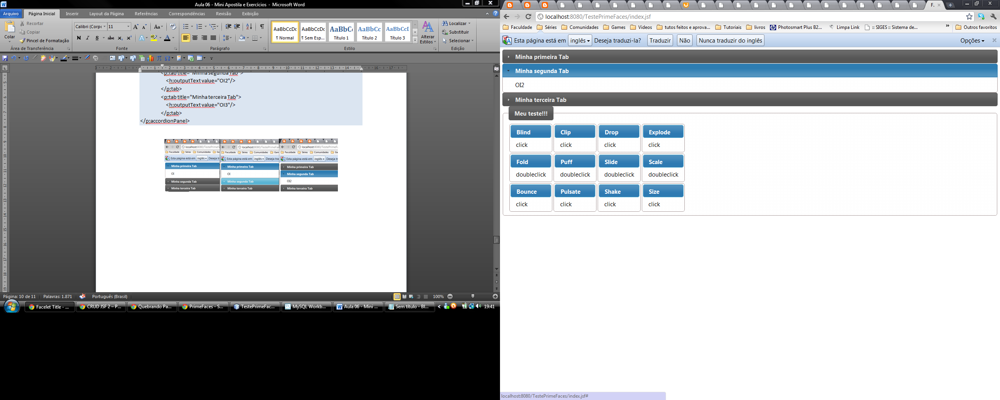 Aula 06 - Mini Apostila e Exercícios - Microsoft Word
Arquivo Página Inicial Inserir Layout da Página Referências Correspondências Revisão Exibição
Colar
Recortar
Copiar
Pincel de Formatação
Área de Transferência
Calibri (Corpo 11
Fonte
Parágrafo
AaBbCcDc AaBbCcDc AaBbC AaBbCc AaBbCcI
¶ Normal ¶ Sem Esp... Título 1 Título 2 Título 3
Alterar Estilos
Estilo
Localizar
Substituir
Selecionar
Edição
<p:tab title="Minha segunda Tab">
<h:outputText value="OI2"/>
</p:tab>
<p:tab title="Minha terceira Tab">
<h:outputText value="OI3"/>
</p:tab>
</p:accordionPanel>
localhost:8080/TestePrimeF localhost:8080/TestePrimeFa localhost:8080/TestePrimeFa
Faculdade Séries Comunidades Ga Faculdade Séries Comunidades Gam Faculdade Séries Comunidades
Esta página está em inglês Deseja tr Esta página está em inglês Deseja tra Esta página está em inglês Deseja t
Minha primeira Tab Minha primeira Tab Minha primeira Tab
OI OI Minha segunda Tab
Minha segunda Tab Minha segunda Tab OI2
Minha terceira Tab Minha terceira Tab Minha terceira Tab
Página: 10 de 11 Palavras: 1.871 Português (Brasil) 100%
Facelet Title - ... CRUD JSF 2 – P... Quebrando Pa... PrimeFaces - S... TestePrimeFac... MySQL Workb... Aula 06 - Mini ... Sem título - Bl... 19:41
F.
localhost:8080/TestePrimeFaces/index.jsf
Faculdade Séries Comunidades Games Videos tutos feitos e aprova... Tutoriais livros Photosmart Plus B2... Limpa Link :: SIGES :: Sistema de... » Outros favoritos
Esta página está em inglês Deseja traduzi-la? Traduzir Não Nunca traduzir do inglês Opções
Minha primeira Tab
Minha segunda Tab
OI2
Minha terceira Tab
Meu teste!!!
Blind Clip Drop Explode
click click click click
Fold Puff Slide Scale
doubleclick doubleclick doubleclick doubleclick
Bounce Pulsate Shake Size
click click click click
localhost:8080/TestePrimeFaces/index.jsf#